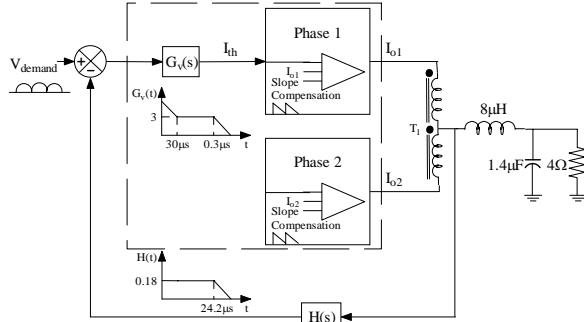 Phase 1
I_o1
V_demand
+
−
G_v(s)
I_th
I_o1
Slope
Compensation
8µH
G_v(t)
3
30µs
0.3µs
t
T_1
1.4µF
4Ω
Phase 2
I_o2
I_o2
Slope
Compensation
H(t)
0.18
24.2µs
t
H(s)